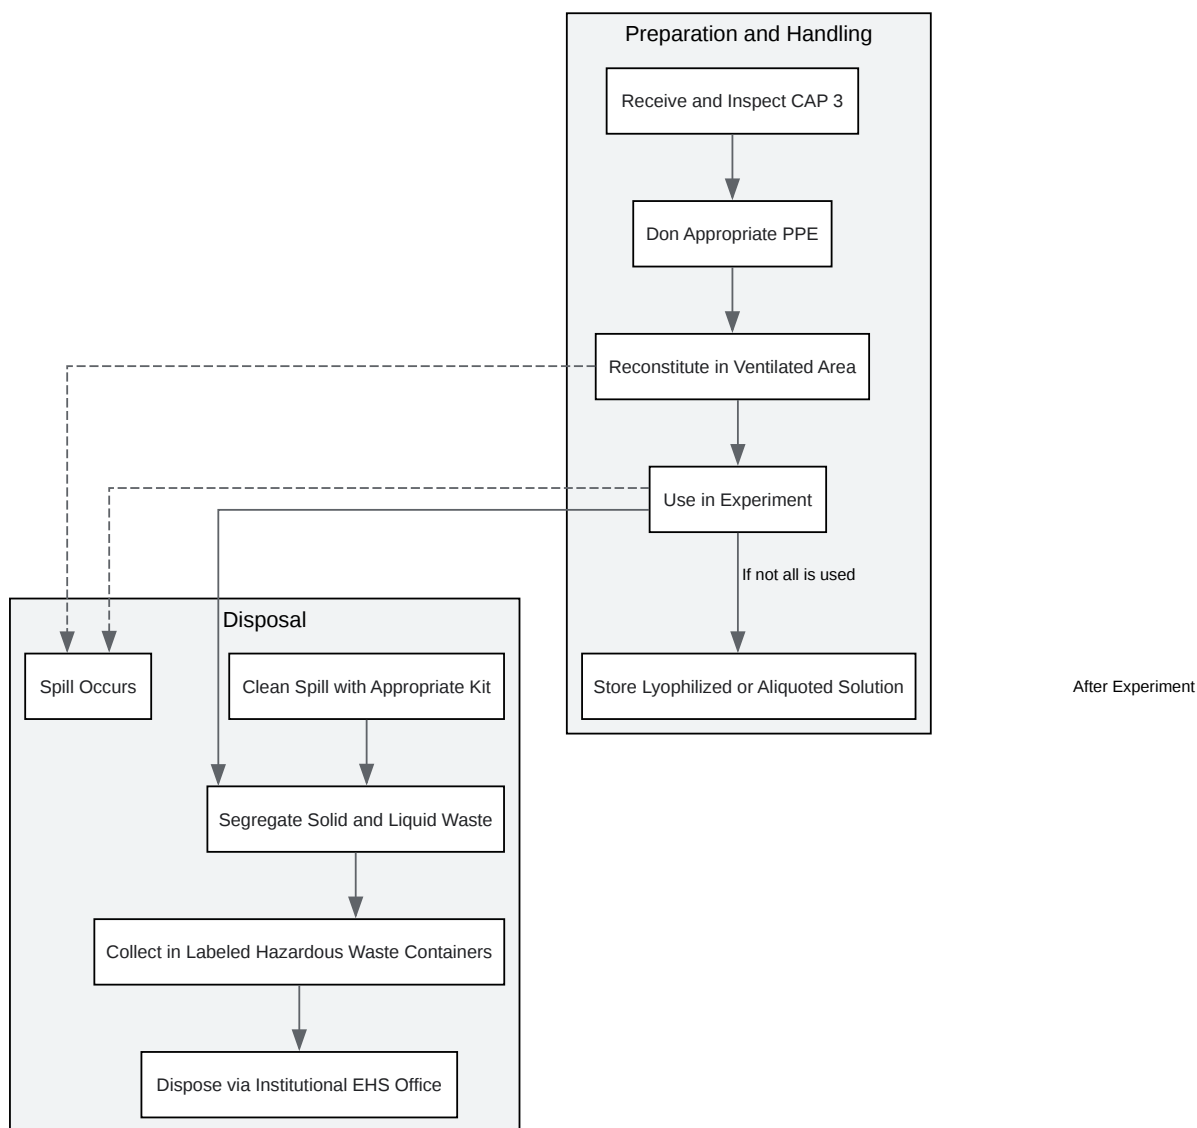 Preparation and Handling
Receive and Inspect CAP 3
Don Appropriate PPE
Reconstitute in Ventilated Area
Use in Experiment
If not all is used
Store Lyophilized or Aliquoted Solution
After Experiment
Disposal
Spill Occurs
Clean Spill with Appropriate Kit
Segregate Solid and Liquid Waste
Collect in Labeled Hazardous Waste Containers
Dispose via Institutional EHS Office